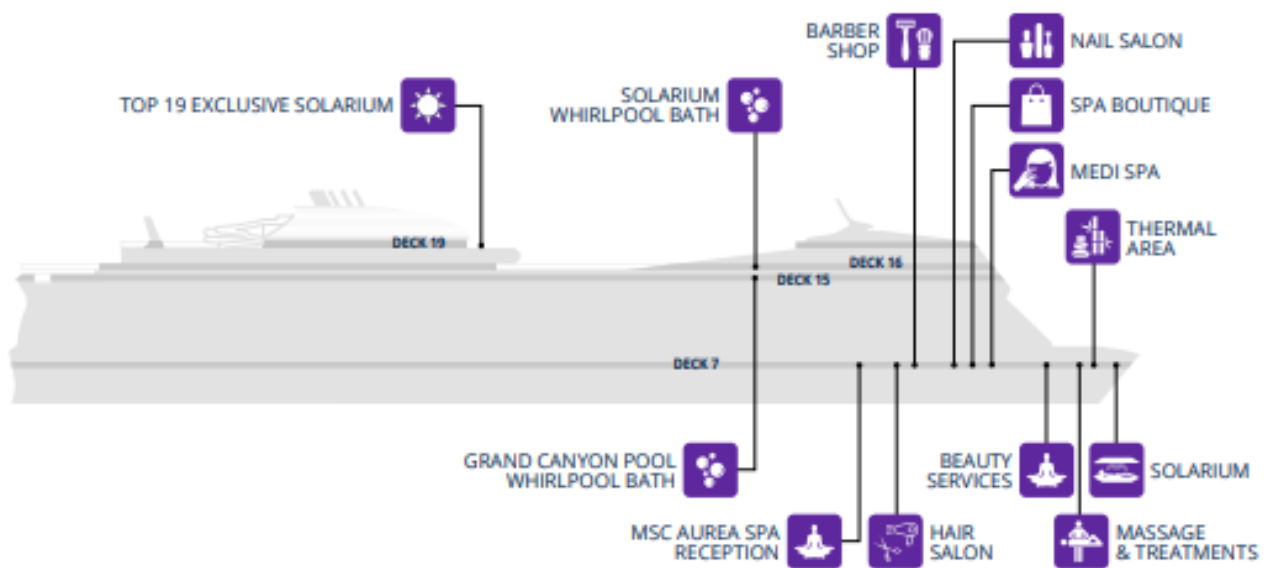 BARBER
SHOP
NAIL SALON
TOP 19 EXCLUSIVE SOLARIUM
SOLARIUM
WHIRLPOOL BATH
SPA BOUTIQUE
MEDI SPA
THERMAL
AREA
DECK 19
DECK 16
DECK 15
DECK 7
GRAND CANYON POOL
WHIRLPOOL BATH
BEAUTY
SERVICES
SOLARIUM
MSC AUREA SPA
RECEPTION
HAIR
SALON
MASSAGE
& TREATMENTS